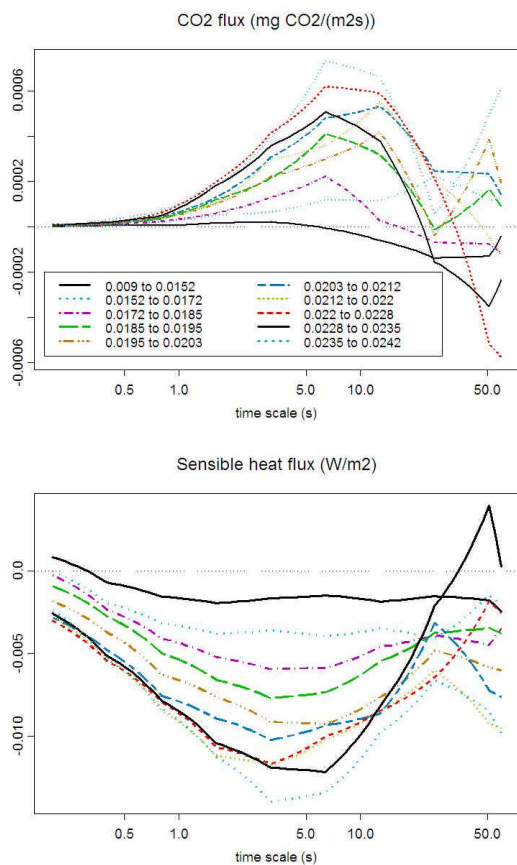 CO2 flux (mg CO2/(m2s))
0.0006
0.0002
-0.0002
-0.0006
0.009 to 0.0152
0.0152 to 0.0172
0.0172 to 0.0185
0.0185 to 0.0195
0.0195 to 0.0203
0.0203 to 0.0212
0.0212 to 0.022
0.022 to 0.0228
0.0228 to 0.0235
0.0235 to 0.0242
0.5 1.0 5.0 10.0 50.0
time scale (s)
Sensible heat flux (W/m2)
0.0
-0.005
-0.010
0.5 1.0 5.0 10.0 50.0
time scale (s)